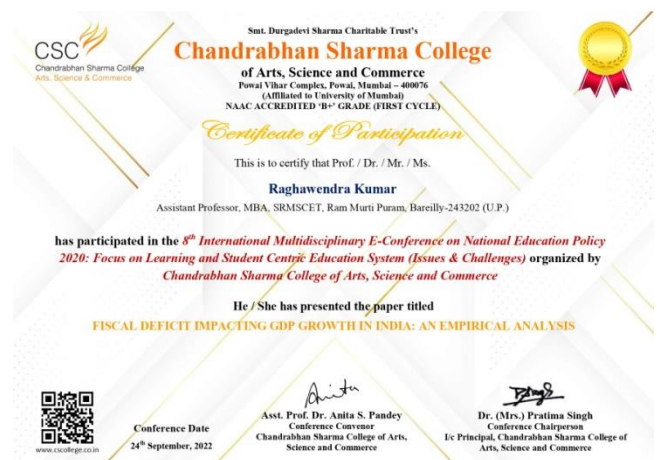 CSC
Chandrabhan Sharma College
Arts, Science & Commerce
Smt. Durgadevi Sharma Charitable Trust's
Chandrabhan Sharma College
of Arts, Science and Commerce
Powai Vihar Complex, Powai, Mumbai – 400076
(Affiliated to University of Mumbai)
NAAC ACCREDITED ‘B+’ GRADE (FIRST CYCLE)
Certificate of Participation
This is to certify that Prof. / Dr. / Mr. / Ms.
Raghawendra Kumar
Assistant Professor, MBA, SRMSCET, Ram Murti Puram, Bareilly-243202 (U.P.)
has participated in the 8th International Multidisciplinary E-Conference on National Education Policy
2020: Focus on Learning and Student Centric Education System (Issues & Challenges) organized by
Chandrabhan Sharma College of Arts, Science and Commerce
He / She has presented the paper titled
FISCAL DEFICIT IMPACTING GDP GROWTH IN INDIA: AN EMPIRICAL ANALYSIS
www.cscollege.co.in
Conference Date
24th September, 2022
Anita
Asst. Prof. Dr. Anita S. Pandey
Conference Convenor
Chandrabhan Sharma College of Arts,
Science and Commerce
Dr. (Mrs.) Pratima Singh
Conference Chairperson
I/c Principal, Chandrabhan Sharma College of
Arts, Science and Commerce